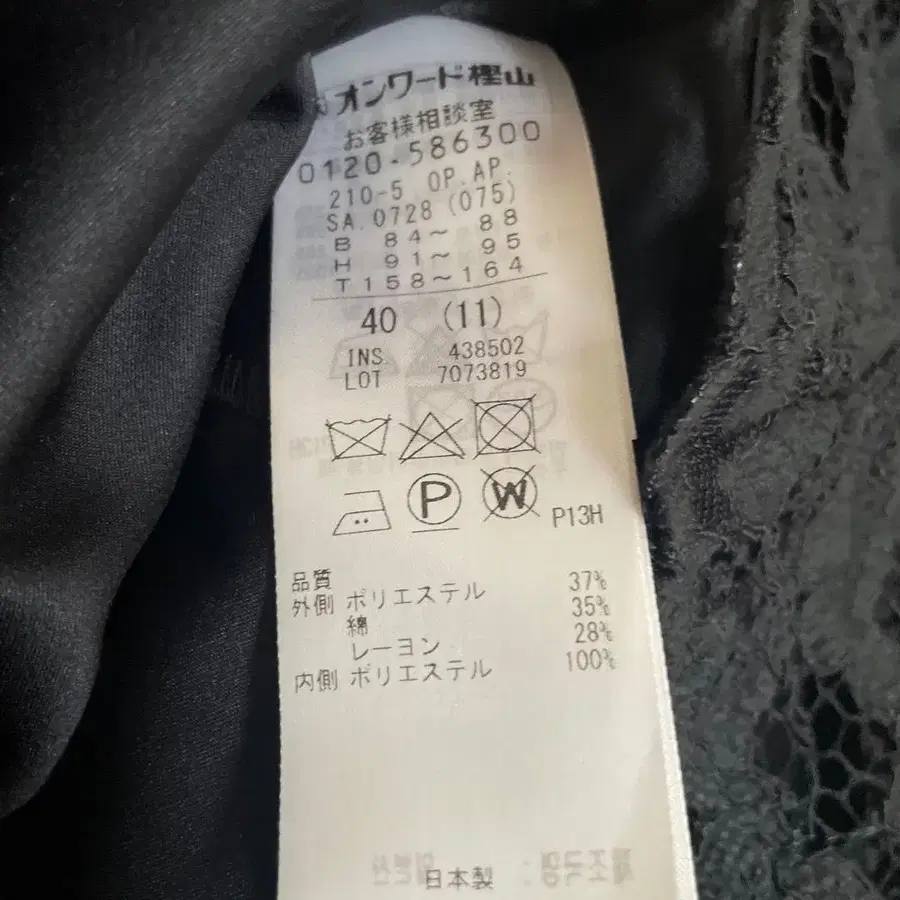 オンワード樫山
お客様相談室
0120-586300
210-5 OP.AP.
SA.0728 (075)
B 84～ 88
H 91～ 95
T158～164
40 (11)
INS 438502
LOT 7073819
P W P13H
品質
外側 ポリエステル 37%
綿 35%
レーヨン 28%
内側 ポリエステル 100%
日本製